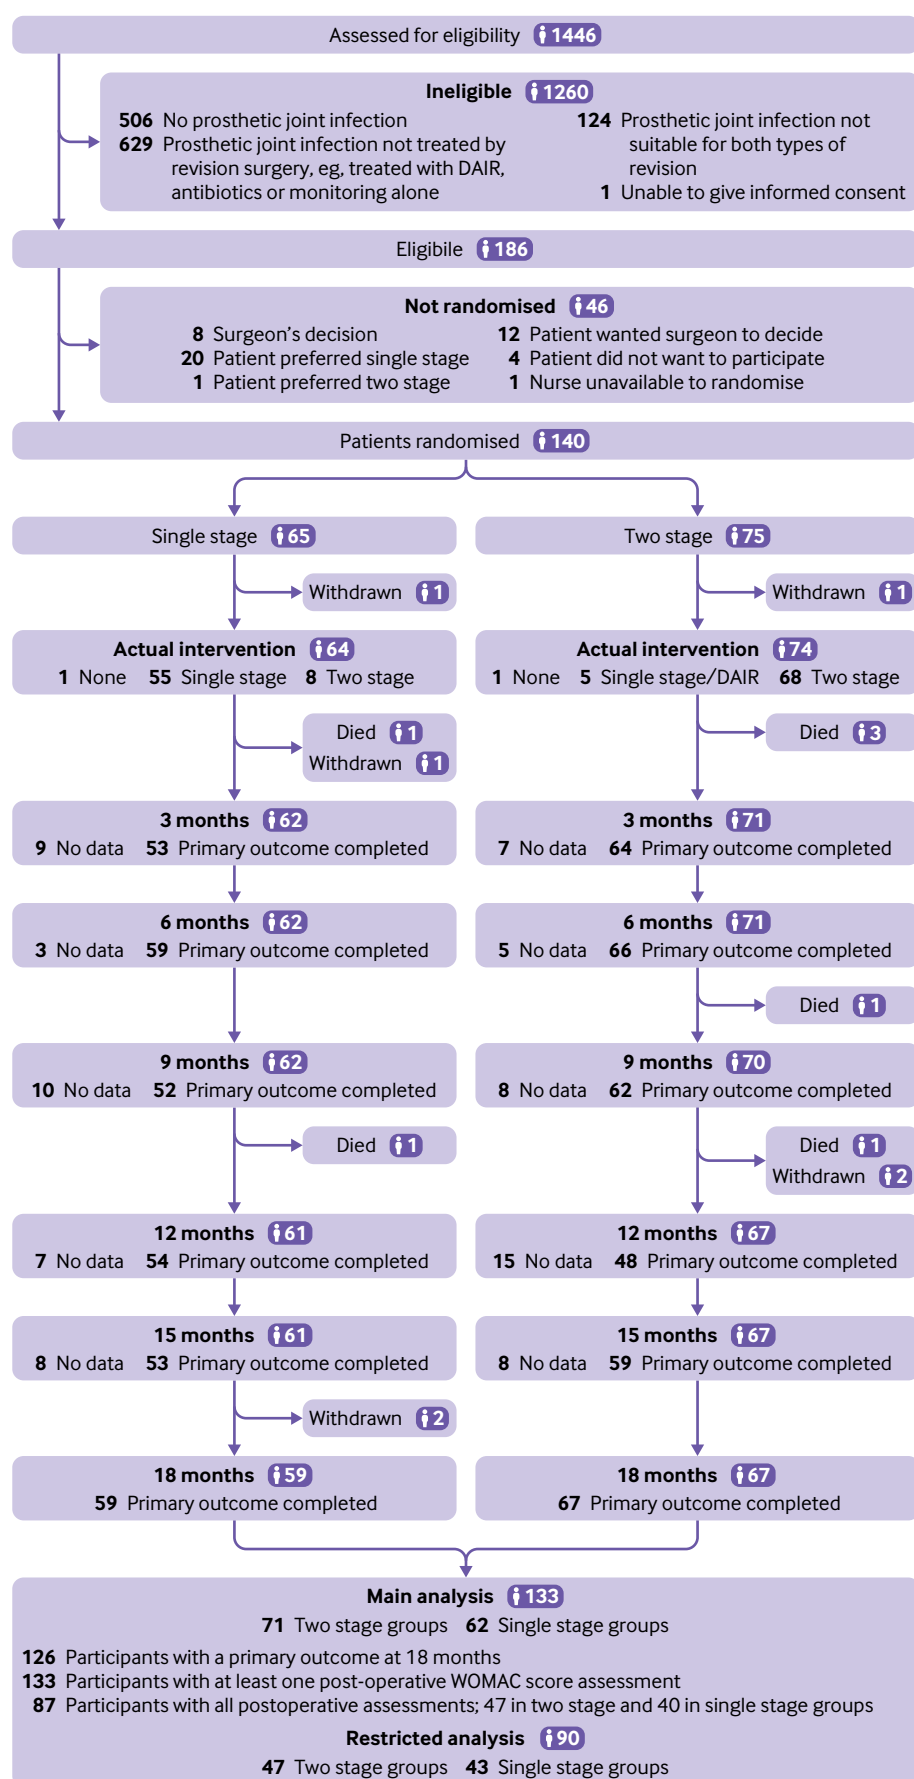 Assessed for eligibility 1446
Ineligible 1260
506 No prosthetic joint infection
629 Prosthetic joint infection not treated by
revision surgery, eg, treated with DAIR,
antibiotics or monitoring alone
124 Prosthetic joint infection not
suitable for both types of
revision
1 Unable to give informed consent
Eligibile 186
Not randomised 46
8 Surgeon's decision
20 Patient preferred single stage
1 Patient preferred two stage
12 Patient wanted surgeon to decide
4 Patient did not want to participate
1 Nurse unavailable to randomise
Patients randomised 140
Single stage 65
Two stage 75
Withdrawn 1
Withdrawn 1
Actual intervention 64
1 None 55 Single stage 8 Two stage
Actual intervention 74
1 None 5 Single stage/DAIR 68 Two stage
Died 1
Withdrawn 1
Died 3
3 months 62
9 No data 53 Primary outcome completed
3 months 71
7 No data 64 Primary outcome completed
6 months 62
3 No data 59 Primary outcome completed
6 months 71
5 No data 66 Primary outcome completed
Died 1
9 months 62
10 No data 52 Primary outcome completed
9 months 70
8 No data 62 Primary outcome completed
Died 1
Died 1
Withdrawn 2
12 months 61
7 No data 54 Primary outcome completed
12 months 67
15 No data 48 Primary outcome completed
15 months 61
8 No data 53 Primary outcome completed
15 months 67
8 No data 59 Primary outcome completed
Withdrawn 2
18 months 59
59 Primary outcome completed
18 months 67
67 Primary outcome completed
Main analysis 133
71 Two stage groups 62 Single stage groups
126 Participants with a primary outcome at 18 months
133 Participants with at least one post-operative WOMAC score assessment
87 Participants with all postoperative assessments; 47 in two stage and 40 in single stage groups
Restricted analysis 90
47 Two stage groups 43 Single stage groups